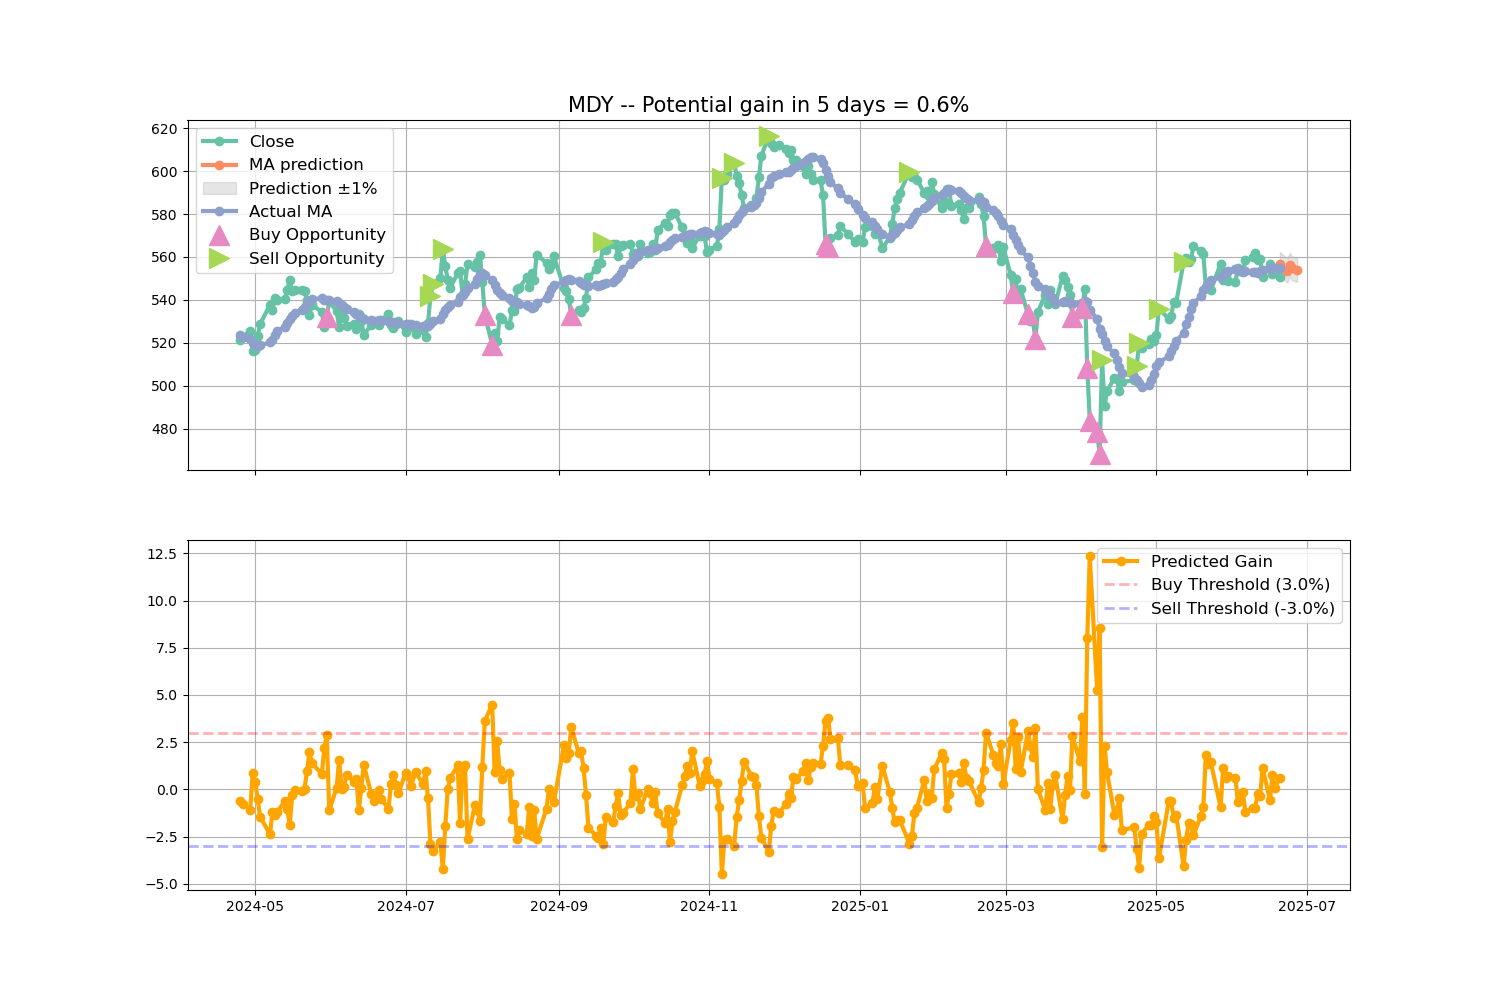 MDY -- Potential gain in 5 days = 0.6%
620
600
580
560
540
520
500
480
Close
MA prediction
Prediction ±1%
Actual MA
Buy Opportunity
Sell Opportunity
12.5
10.0
7.5
5.0
2.5
0.0
−2.5
−5.0
Predicted Gain
Buy Threshold (3.0%)
Sell Threshold (-3.0%)
2024-05
2024-07
2024-09
2024-11
2025-01
2025-03
2025-05
2025-07